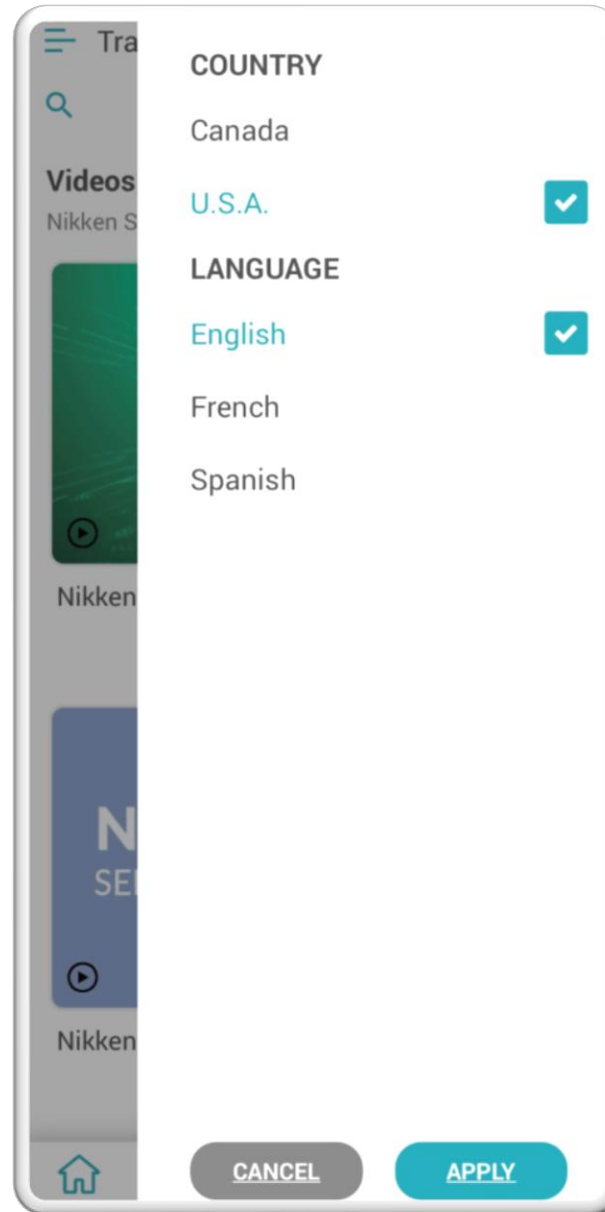 Tra
Videos
Nikken S
Nikken
N
SE
Nikken
COUNTRY
Canada
U.S.A.
LANGUAGE
English
French
Spanish
CANCEL
APPLY